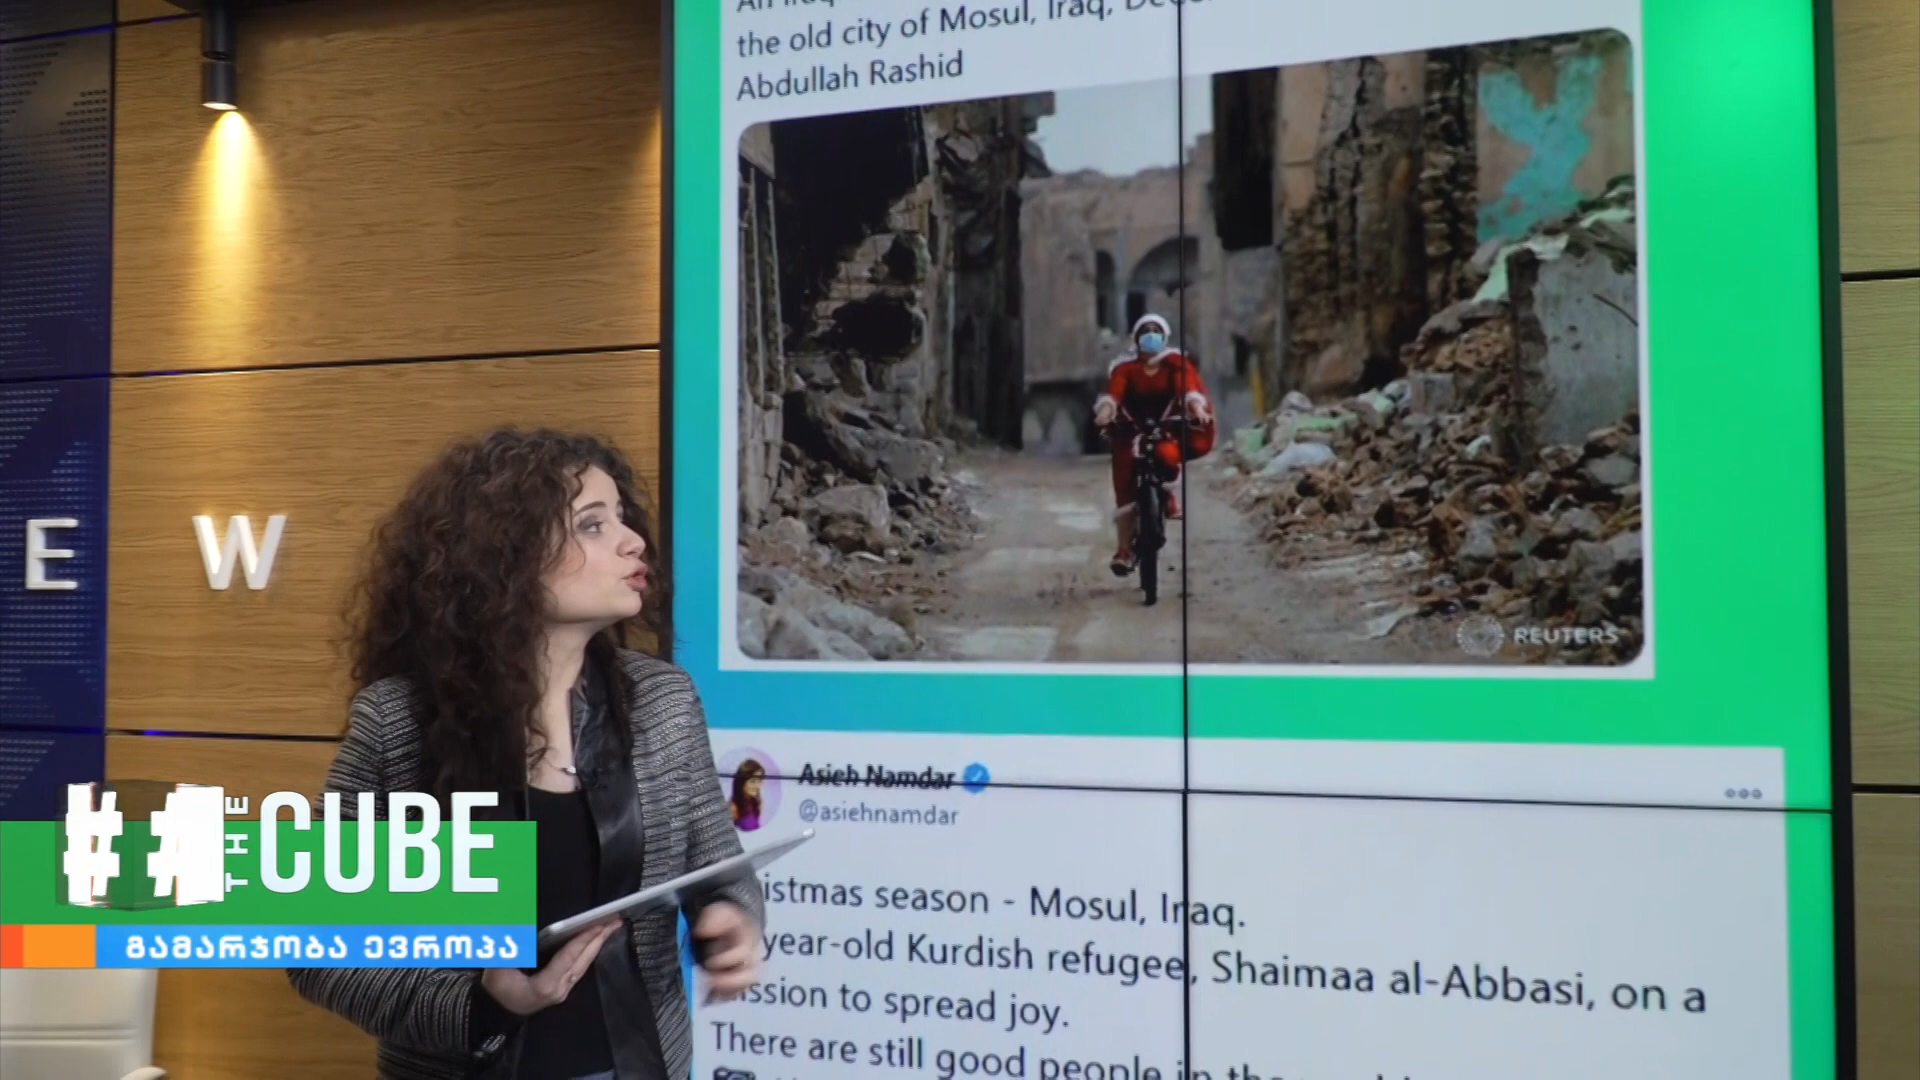 the old city of Mosul, Iraq,
Abdullah Rashid
REUTERS
E W
Asieh Namdar
@asiehnamdar
istmas season - Mosul, Iraq.
year-old Kurdish refugee, Shaimaa al-Abbasi, on a
ssion to spread joy.
There are still good people in the
## THE CUBE
გამარჯობა ევროპა